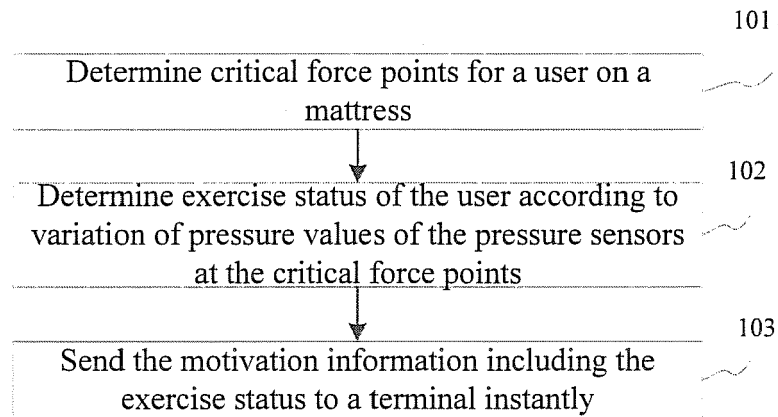 101
Determine critical force points for a user on a
mattress
102
Determine exercise status of the user according to
variation of pressure values of the pressure sensors
at the critical force points
103
Send the motivation information including the
exercise status to a terminal instantly